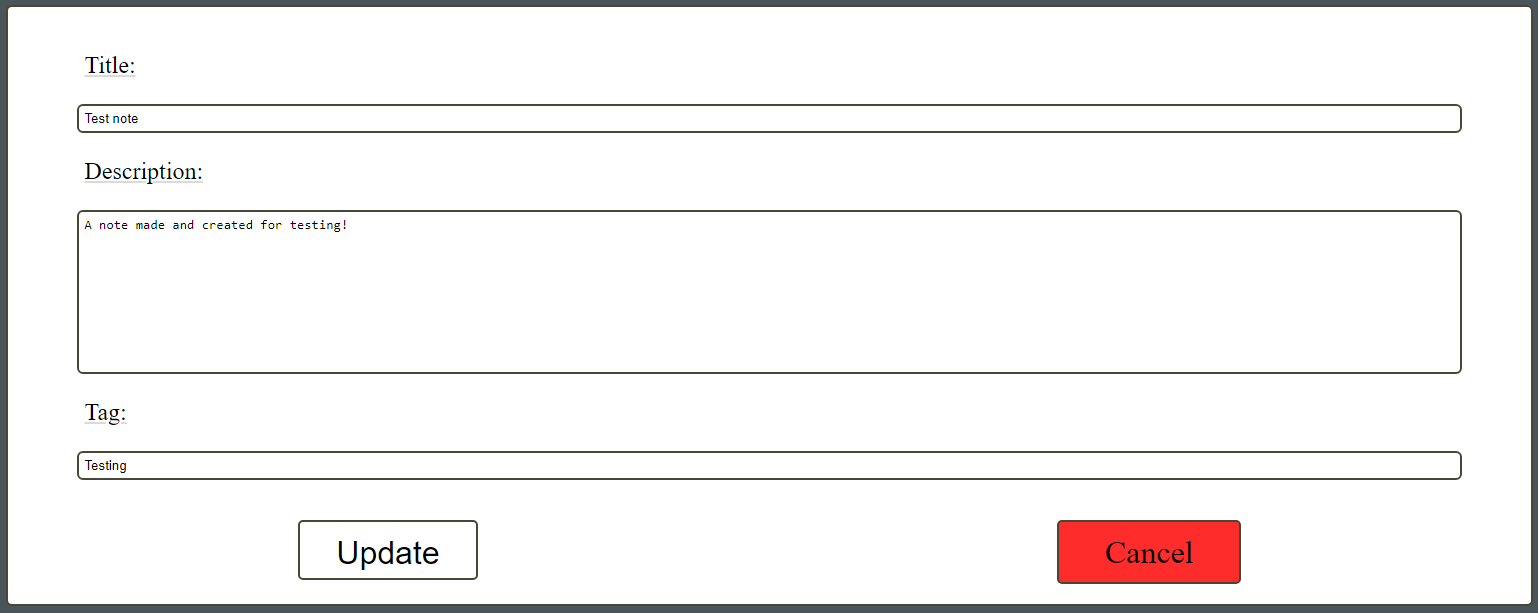 Title:
Test note
Description:
A note made and created for testing!
Tag:
Testing
Update
Cancel